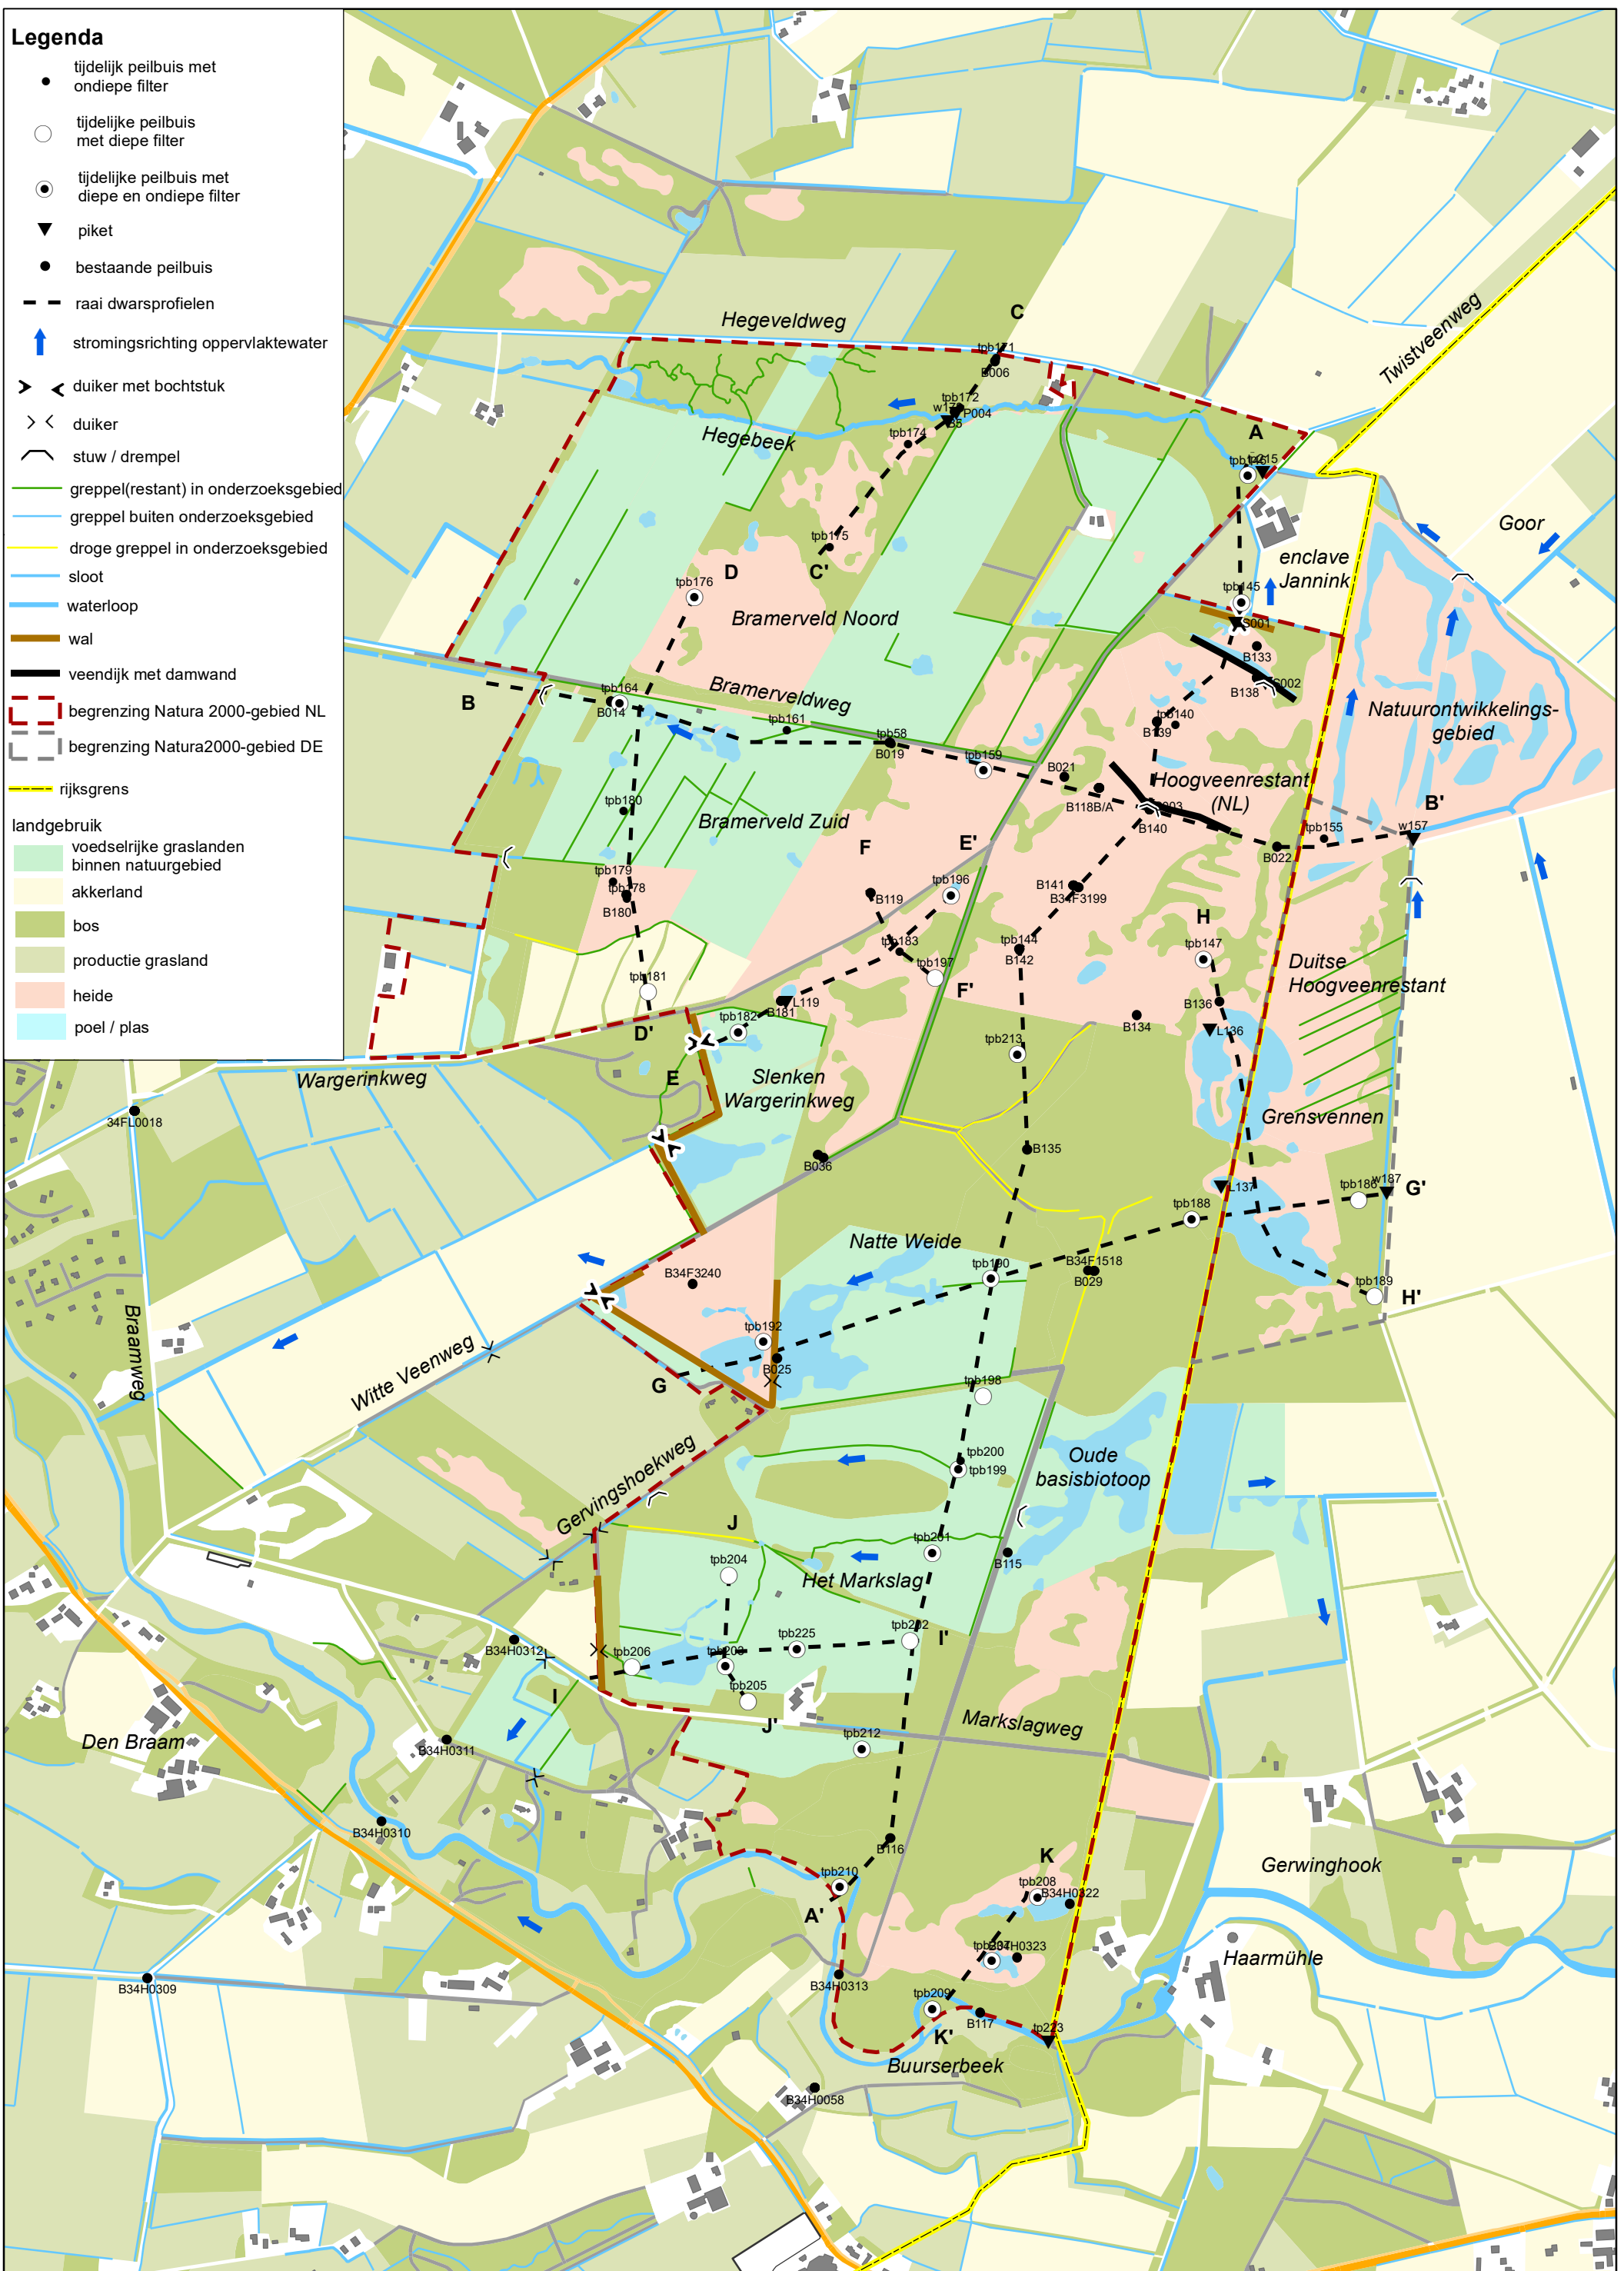 Legenda
tijdelijk peilbuis met
ondiepe filter
tijdelijke peilbuis
met diepe filter
tijdelijke peilbuis met
diepe en ondiepe filter
piket
bestaande peilbuis
raai dwarsprofielen
stromingsrichting oppervlaktewater
duiker met bochtstuk
duiker
stuw / drempel
greppel(restant) in onderzoeksgebied
greppel buiten onderzoeksgebied
droge greppel in onderzoeksgebied
sloot
waterloop
wal
veendijk met damwand
begrenzing Natura 2000-gebied NL
begrenzing Natura2000-gebied DE
rijksgrens
landgebruik
voedselrijke graslanden
binnen natuurgebied
akkerland
bos
productie grasland
heide
poel / plas
C
Hegeveldweg
tpb171
B006
Twistveenweg
tpb172
P004
Hegebeek
tpb174
A
Goor
tpb175
C'
enclave
Jannink
D
tpb176
tpb145
Bramerveld Noord
S001
B133
S002
B138
B
tpb164
B014
Bramerveldweg
tpb161
tpb58
B019
tpb140
B139
Natuurontwikkelings-
gebied
tpb159
B021
Hoogveenrestant
(NL)
B118B/A
B140
tpb180
Bramerveld Zuid
B'
w157
tpb155
B022
F
E'
tpb179
B180
B119
tpb196
B141
B34F3199
H
tpb183
tpb144
B142
tpb147
tpb197
F'
Duitse
Hoogveenrestant
tpb181
L119
B181
B136
B134
L136
D'
tpb182
tpb213
E
Slenken
Wargerinkweg
Wargerinkweg
34FL0018
Grensvennen
B036
B135
L137
tpb186
w187
G'
tpb188
Natte Weide
B34F3240
tpb190
B34F1518
B029
tpb189
H'
Braamweg
tpb192
B025
Witte Veenweg
G
tpb198
Gervingshoekweg
tpb200
tpb199
Oude
basisbiotoop
J
tpb201
B115
tpb204
Het Markslag
B34H0312
tpb206
tpb203
tpb225
tpb202
I'
I
tpb205
J'
Markslagweg
Den Braam
B34H0311
tpb212
B34H0310
B116
K
Gerwinghook
tpb210
tpb208
B34H0322
A'
B34H0323
Haarmühle
B34H0309
B34H0313
tpb209
B117
tp223
K'
Buurserbeek
B34H0058